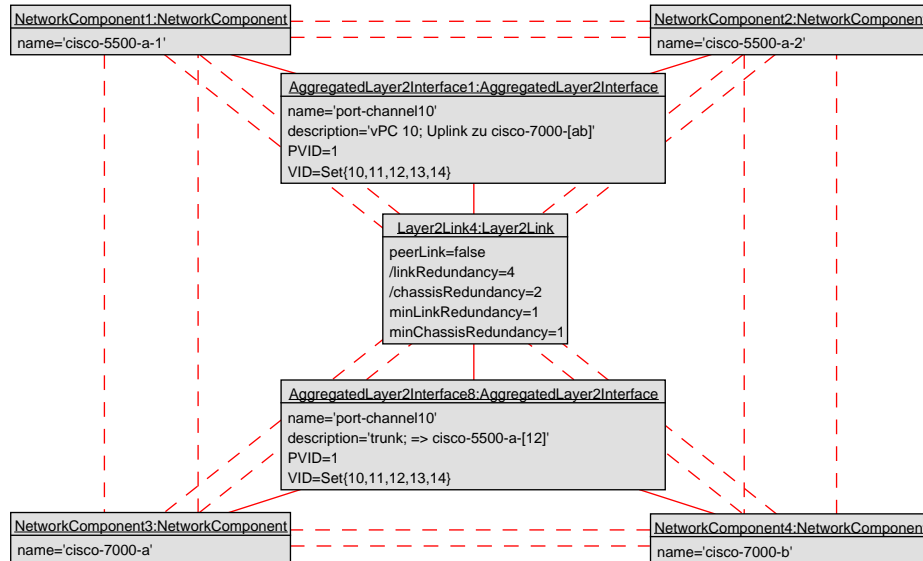 NetworkComponent1:NetworkComponent
name='cisco-5500-a-1'
NetworkComponent2:NetworkComponent
name='cisco-5500-a-2'
AggregatedLayer2Interface1:AggregatedLayer2Interface
name='port-channel10'
description='vPC 10; Uplink zu cisco-7000-[ab]'
PVID=1
VID=Set{10,11,12,13,14}
Layer2Link4:Layer2Link
peerLink=false
/linkRedundancy=4
/chassisRedundancy=2
minLinkRedundancy=1
minChassisRedundancy=1
AggregatedLayer2Interface8:AggregatedLayer2Interface
name='port-channel10'
description='trunk; => cisco-5500-a-[12]'
PVID=1
VID=Set{10,11,12,13,14}
NetworkComponent3:NetworkComponent
name='cisco-7000-a'
NetworkComponent4:NetworkComponent
name='cisco-7000-b'